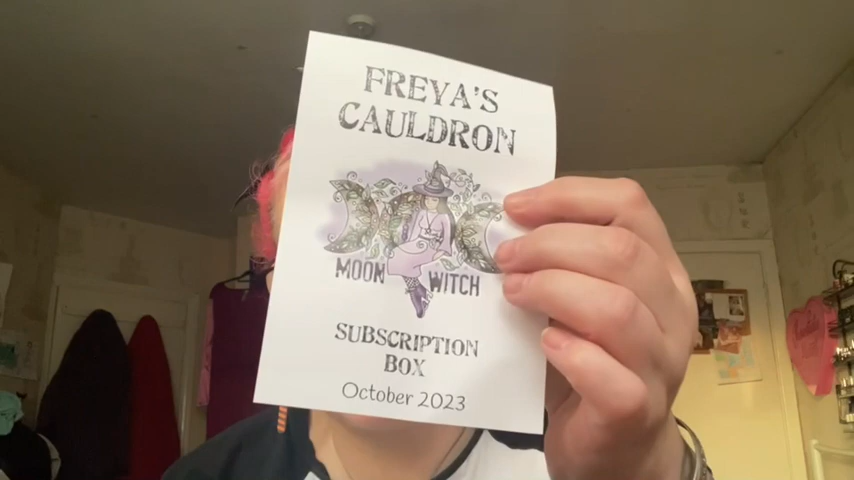 FREYA'S
CAULDRON
MOON WITCH
SUBSCRIPTION
BOX
October 2023